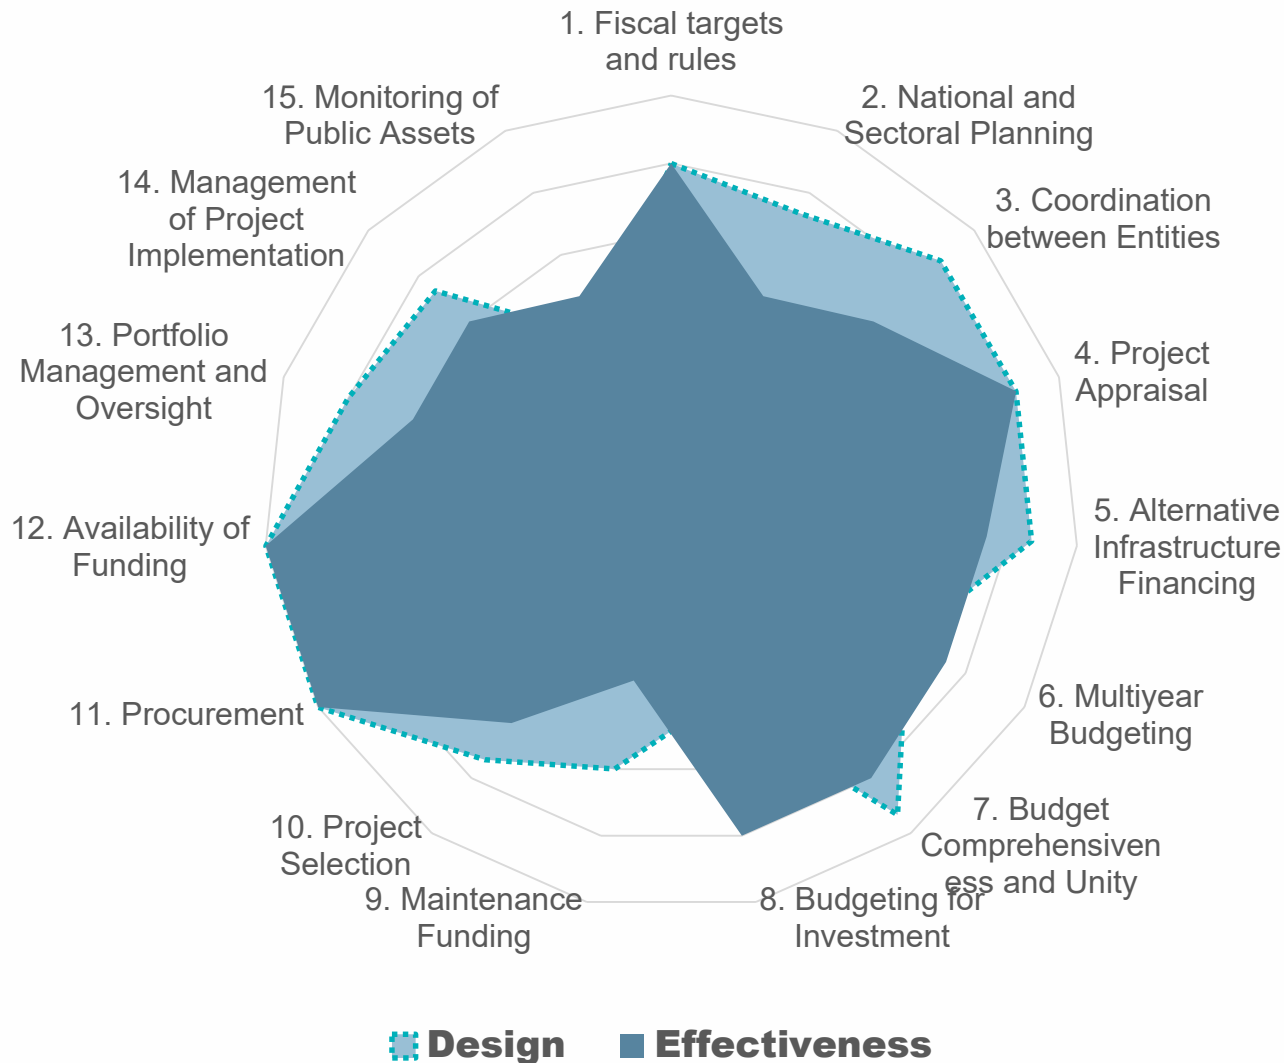 1. Fiscal targets
and rules
2. National and
Sectoral Planning
3. Coordination
between Entities
4. Project
Appraisal
5. Alternative
Infrastructure
Financing
6. Multiyear
Budgeting
7. Budget
Comprehensiven
ess and Unity
8. Budgeting for
Investment
9. Maintenance
Funding
10. Project
Selection
11. Procurement
12. Availability of
Funding
13. Portfolio
Management and
Oversight
14. Management
of Project
Implementation
15. Monitoring of
Public Assets
Design
Effectiveness